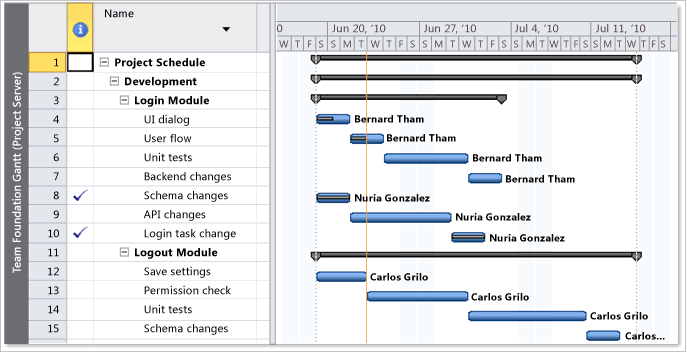 Team Foundation Gantt (Project Server)
Name
0 Jun 20, '10 Jun 27, '10 Jul 4, '10 Jul 11, '10
W T F S S M T W T F S S M T W T F S S M T W T F S S M T W T F S
1 Project Schedule
2 Development
3 Login Module
4 UI dialog Bernard Tham
5 User flow Bernard Tham
6 Unit tests Bernard Tham
7 Backend changes Bernard Tham
8 Schema changes Nuria Gonzalez
9 API changes Nuria Gonzalez
10 Login task change Nuria Gonzalez
11 Logout Module
12 Save settings Carlos Grilo
13 Permission check Carlos Grilo
14 Unit tests Carlos Grilo
15 Schema changes Carlos...